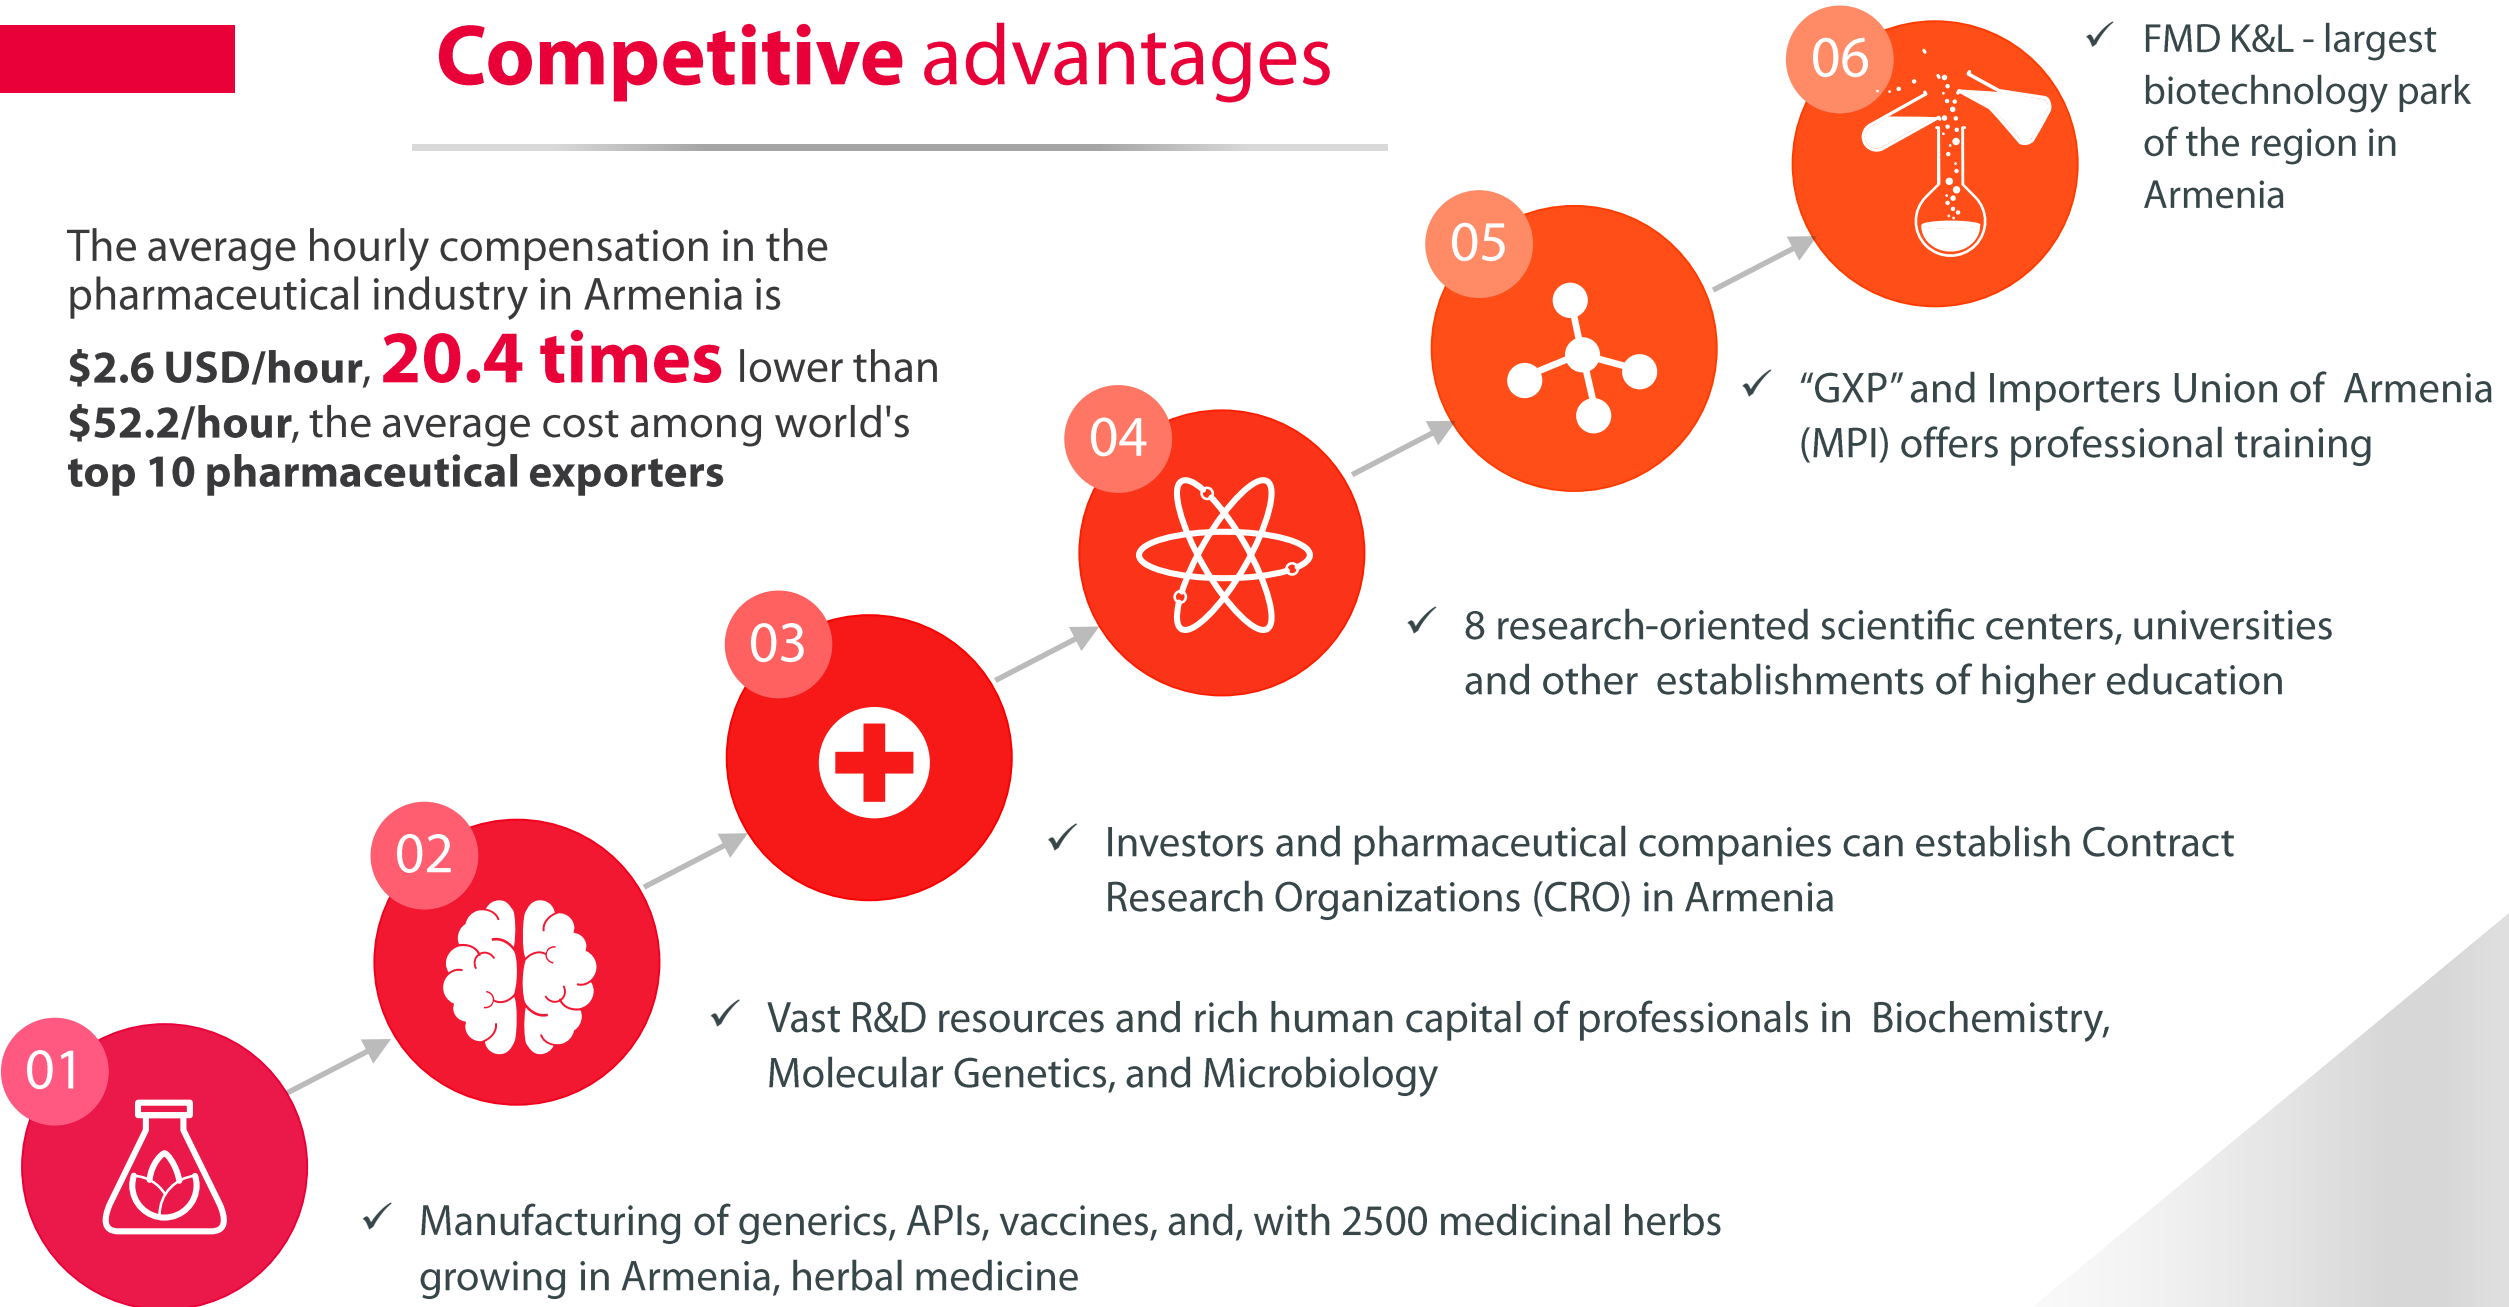 Competitive advantages
The average hourly compensation in the
pharmaceutical industry in Armenia is
$2.6 USD/hour, 20.4 times lower than
$52.2/hour, the average cost among world's
top 10 pharmaceutical exporters
06
FMD K&L - largest
biotechnology park
of the region in
Armenia
05
“GXP” and Importers Union of Armenia
(MPI) offers professional training
04
8 research-oriented scientific centers, universities
and other establishments of higher education
03
Investors and pharmaceutical companies can establish Contract
Research Organizations (CRO) in Armenia
02
Vast R&D resources and rich human capital of professionals in Biochemistry,
Molecular Genetics, and Microbiology
01
Manufacturing of generics, APIs, vaccines, and, with 2500 medicinal herbs
growing in Armenia, herbal medicine